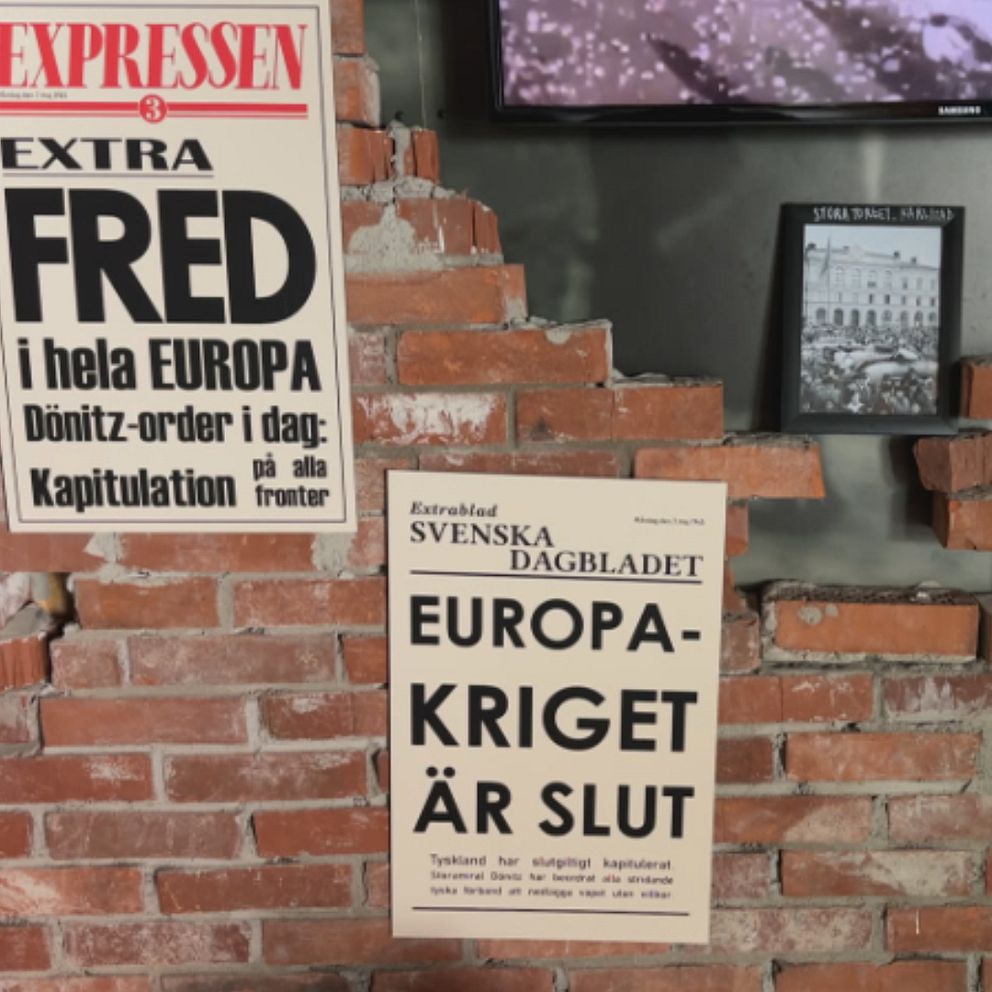 EXPRESSEN
3
EXTRA
FRED
i hela EUROPA
Dönitz-order i dag:
Kapitulation på alla
fronter
SAMSUNG
STORA TORGET. KARLSTAD
Extrablad
SVENSKA
DAGBLADET
EUROPA-
KRIGET
ÄR SLUT
Tyskland har slutgiltigt kapitulerat.
Storamiral Dönitz har beordrat alla stridande
tyska förband att nedlägga vapen utan villkor